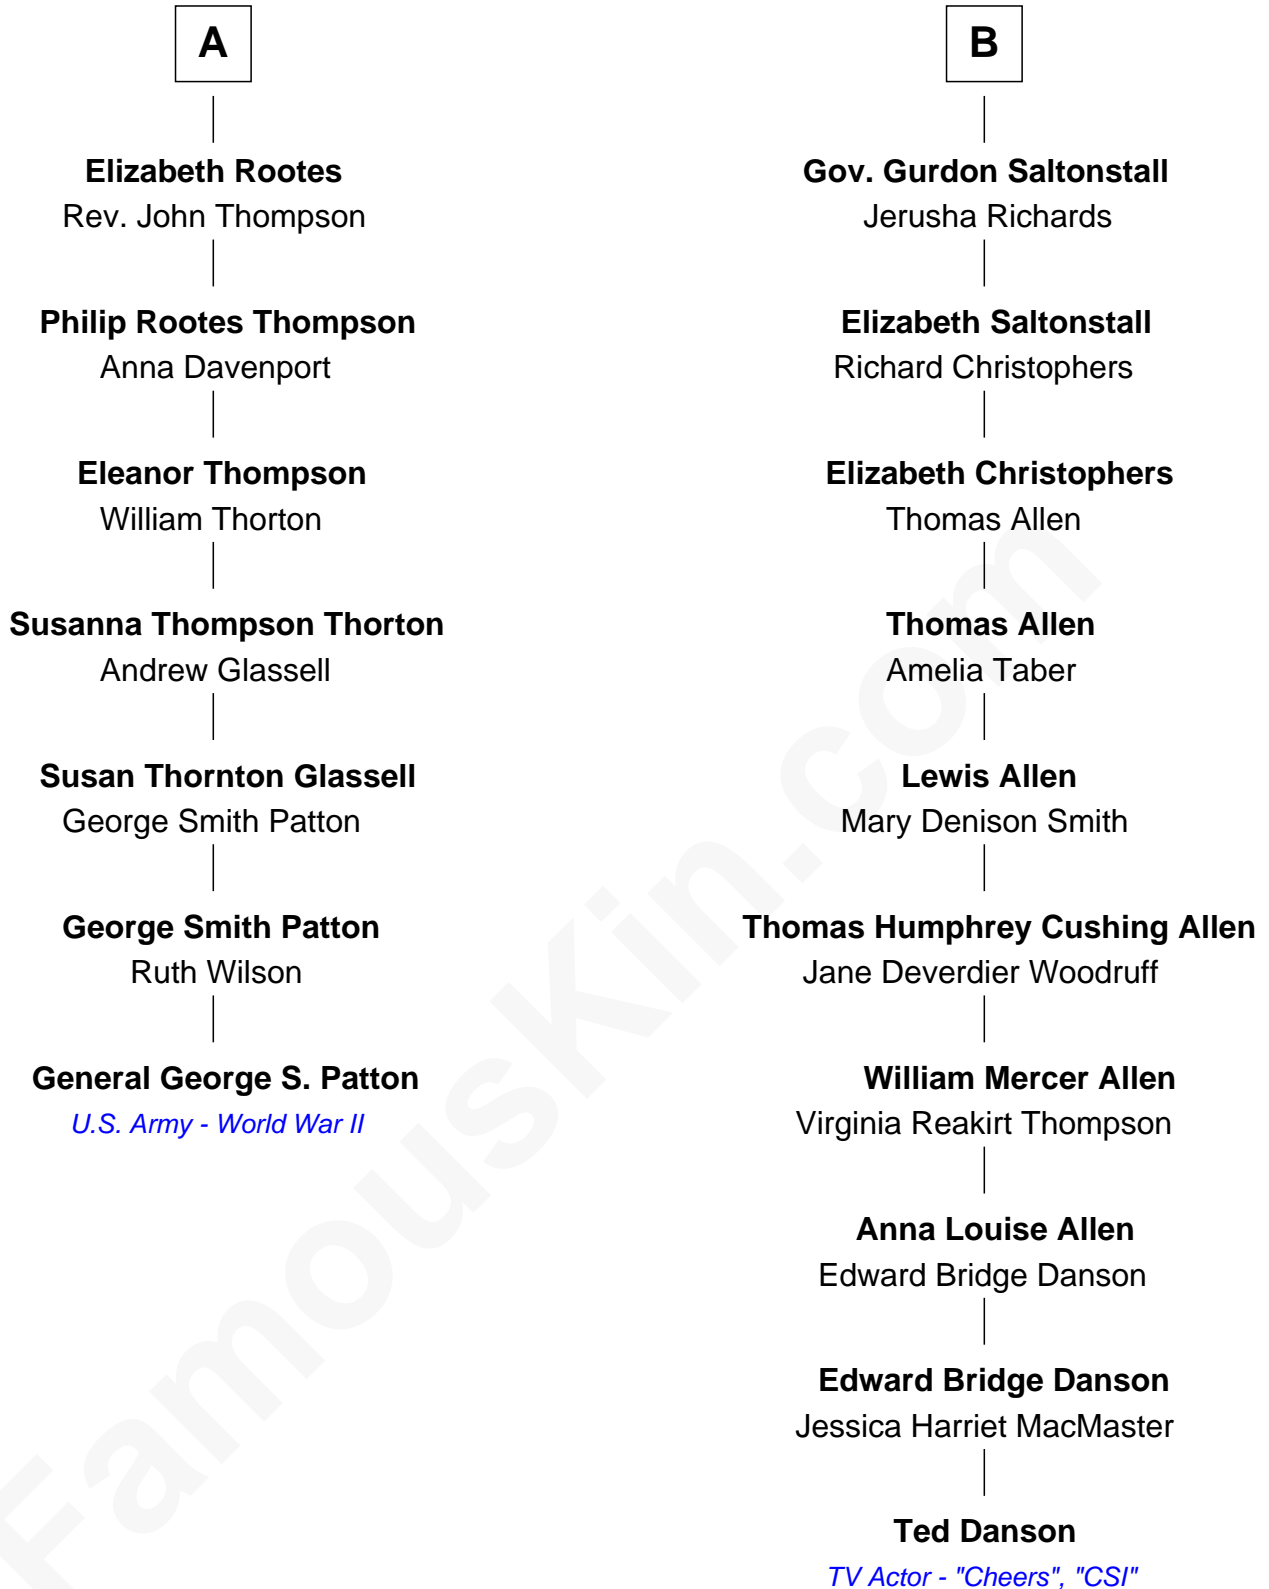 A
Elizabeth Rootes
Rev. John Thompson
Philip Rootes Thompson
Anna Davenport
Eleanor Thompson
William Thorton
Susanna Thompson Thorton
Andrew Glassell
Susan Thornton Glassell
George Smith Patton
George Smith Patton
Ruth Wilson
General George S. Patton
U.S. Army - World War II
B
Gov. Gurdon Saltonstall
Jerusha Richards
Elizabeth Saltonstall
Richard Christophers
Elizabeth Christophers
Thomas Allen
Thomas Allen
Amelia Taber
Lewis Allen
Mary Denison Smith
Thomas Humphrey Cushing Allen
Jane Deverdier Woodruff
William Mercer Allen
Virginia Reakirt Thompson
Anna Louise Allen
Edward Bridge Danson
Edward Bridge Danson
Jessica Harriet MacMaster
Ted Danson
TV Actor - "Cheers", "CSI"
FamousKin.com